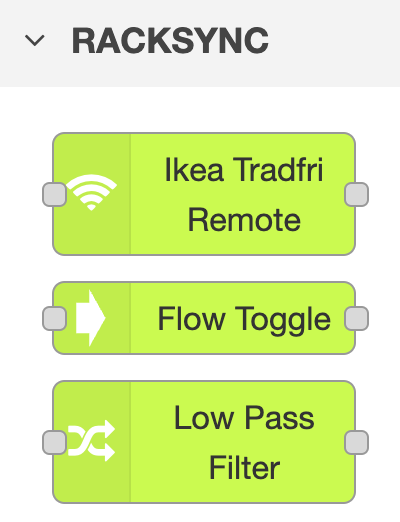 RACKSYNC
Ikea Tradfri
Remote
Flow Toggle
Low Pass
Filter